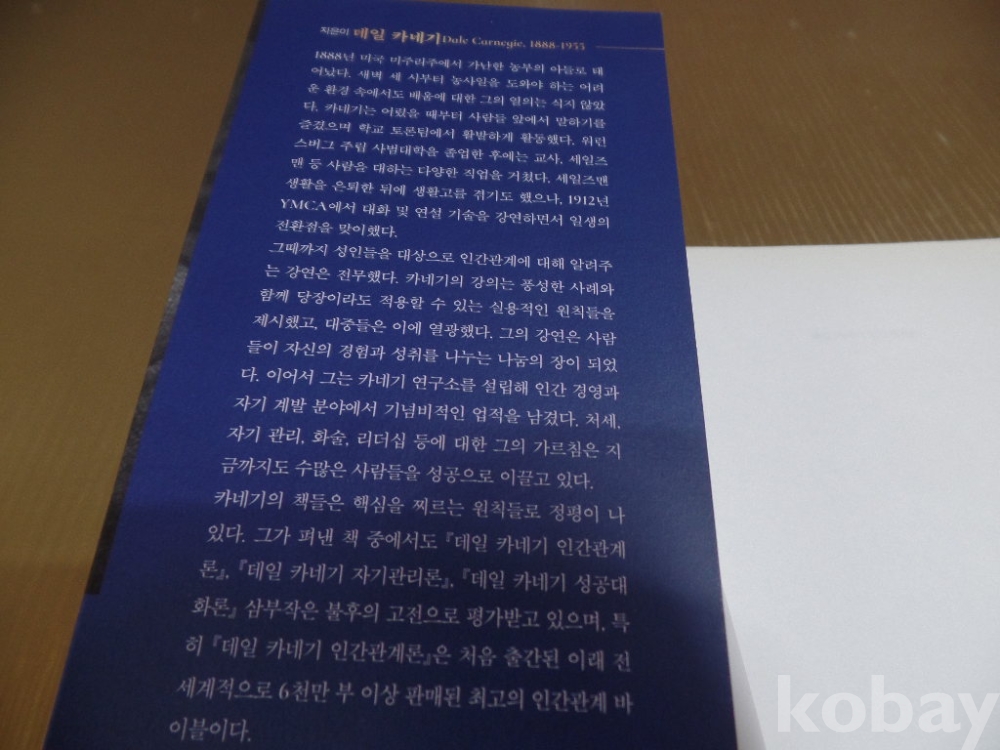 지은이 데일 카네기 Dale Carnegie, 1888-1955
1888년 미국 미주리주에서 가난한 농부의 아들로 태
어났다. 새벽 세 시부터 농사일을 도와야 하는 어려
운 환경 속에서도 배움에 대한 그의 열의는 식지 않았
다. 카네기는 어렸을 때부터 사람들 앞에서 말하기를
즐겼으며 학교 토론팀에서 활발하게 활동했다. 워런
스버그 주립 사범대학을 졸업한 후에는 교사, 세일즈
맨 등 사람을 대하는 다양한 직업을 거쳤다. 세일즈맨
생활을 은퇴한 뒤에 생활고를 겪기도 했으나, 1912년
YMCA에서 대화 및 연설 기술을 강연하면서 일생의
전환점을 맞이했다.
그때까지 성인들을 대상으로 인간관계에 대해 알려주
는 강연은 전무했다. 카네기의 강의는 풍성한 사례와
함께 당장이라도 적용할 수 있는 실용적인 원칙들을
제시했고, 대중들은 이에 열광했다. 그의 강연은 사람
들이 자신의 경험과 성취를 나누는 나눔의 장이 되었
다. 이어서 그는 카네기 연구소를 설립해 인간 경영과
자기 계발 분야에서 기념비적인 업적을 남겼다. 처세,
자기 관리, 화술, 리더십 등에 대한 그의 가르침은 지
금까지도 수많은 사람들을 성공으로 이끌고 있다.
카네기의 책들은 핵심을 찌르는 원칙들로 정평이 나
있다. 그가 펴낸 책 중에서도 『데일 카네기 인간관계
론』, 『데일 카네기 자기관리론』, 『데일 카네기 성공대
화론』 삼부작은 불후의 고전으로 평가받고 있으며, 특
히 『데일 카네기 인간관계론』은 처음 출간된 이래 전
세계적으로 6천만 부 이상 판매된 최고의 인간관계 바
이블이다.
kobay